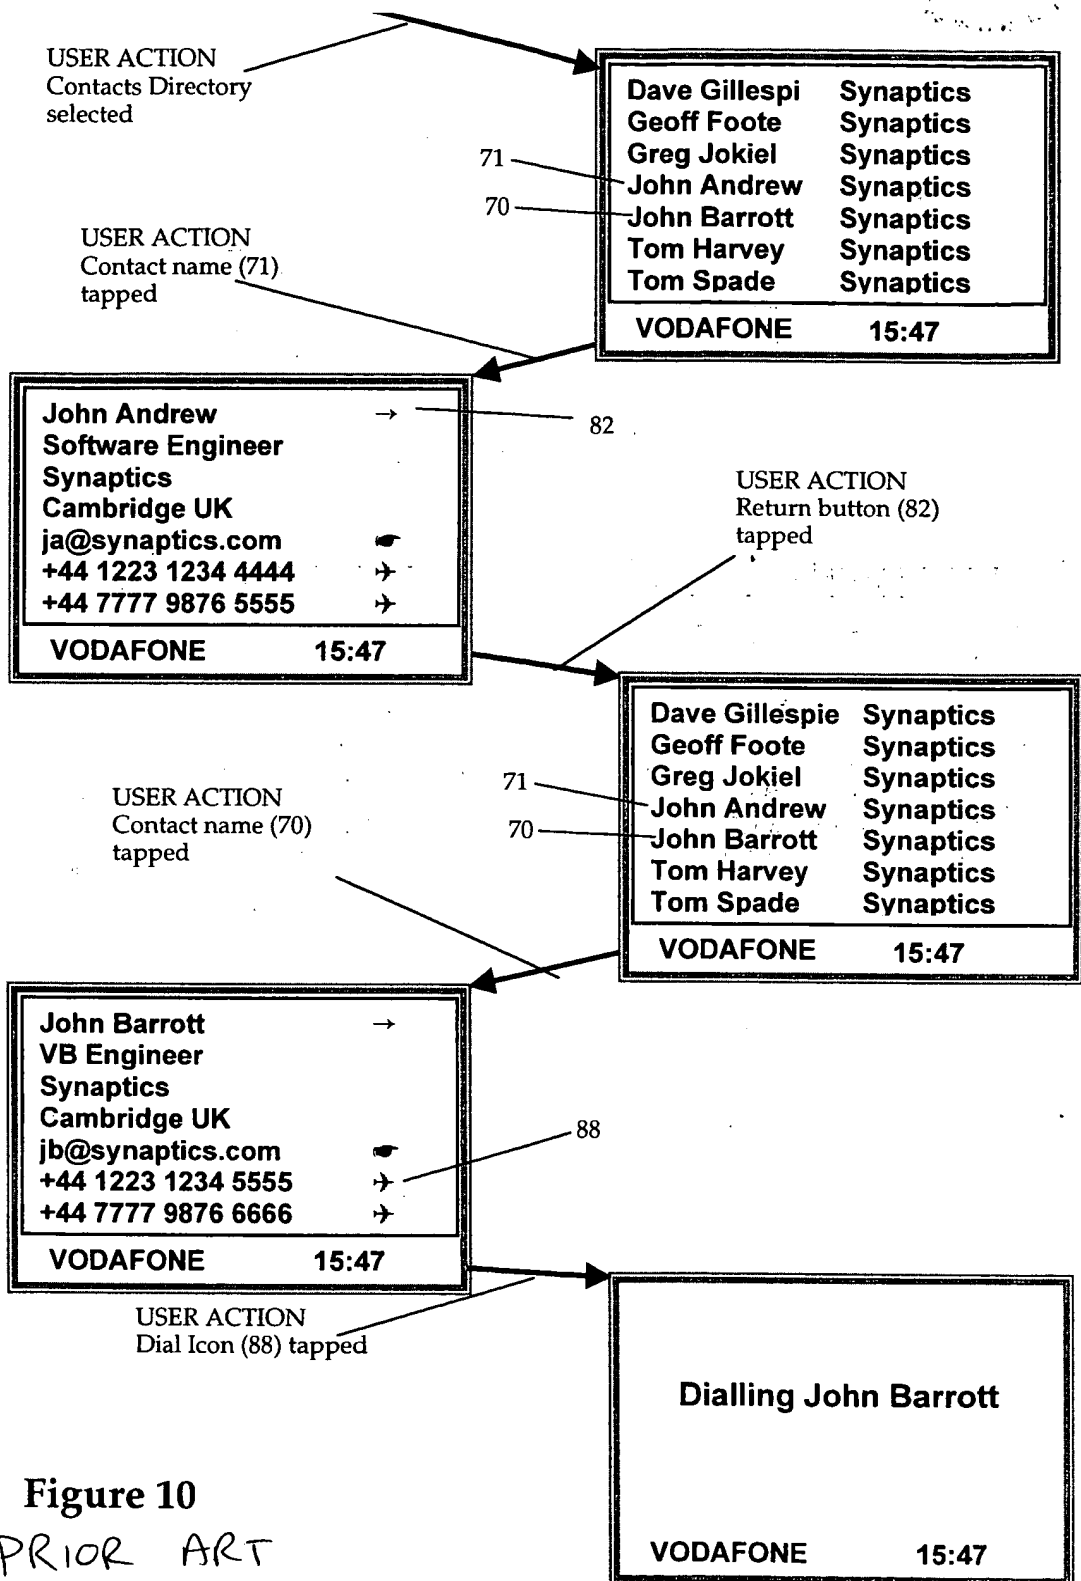 USER ACTION
Contacts Directory
selected
Dave Gillespi Synaptics
Geoff Foote Synaptics
Greg Jokiel Synaptics
John Andrew Synaptics
John Barrott Synaptics
Tom Harvey Synaptics
Tom Spade Synaptics
VODAFONE 15:47
71
70
USER ACTION
Contact name (71)
tapped
John Andrew →
Software Engineer
Synaptics
Cambridge UK
ja@synaptics.com ☛
+44 1223 1234 4444 ✈
+44 7777 9876 5555 ✈
VODAFONE 15:47
82
USER ACTION
Return button (82)
tapped
Dave Gillespie Synaptics
Geoff Foote Synaptics
Greg Jokiel Synaptics
John Andrew Synaptics
John Barrott Synaptics
Tom Harvey Synaptics
Tom Spade Synaptics
VODAFONE 15:47
71
70
USER ACTION
Contact name (70)
tapped
John Barrott →
VB Engineer
Synaptics
Cambridge UK
jb@synaptics.com ☛
+44 1223 1234 5555 ✈
+44 7777 9876 6666 ✈
VODAFONE 15:47
88
USER ACTION
Dial Icon (88) tapped
Dialling John Barrott
VODAFONE 15:47
Figure 10
PRIOR ART